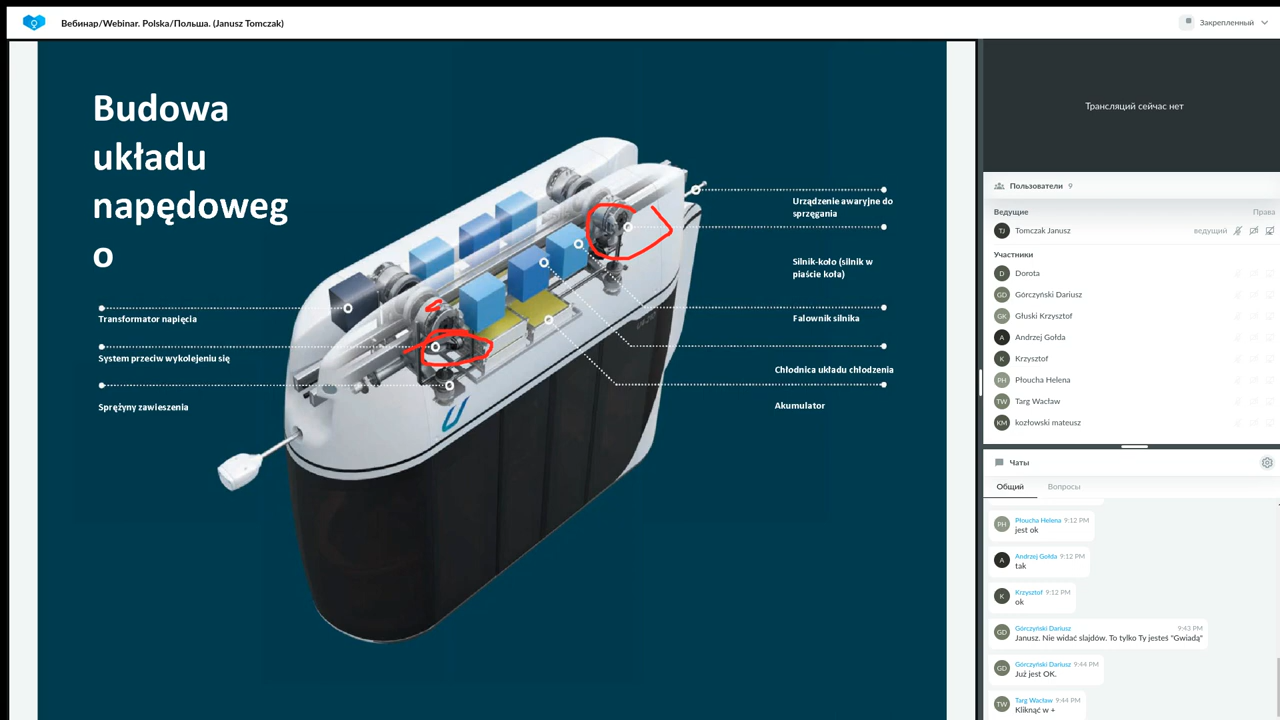 Вебинар/Webinar. Polska/Польша. (Janusz Tomczak)
Закрепленный
Budowa
układu
napędoweg
o
Transformator napięcia
System przeciw wykolejeniu się
Sprężyny zawieszenia
Urządzenie awaryjne do
sprzęgania
Silnik-koło (silnik w
piaście koła)
Falownik silnika
Chłodnica układu chłodzenia
Akumulator
Трансляций сейчас нет
Пользователи 9
Ведущие Права
TJ Tomczak Janusz ведущий
Участники
D Dorota
GD Górczyński Dariusz
GK Głuski Krzysztof
A Andrzej Gołda
K Krzysztof
PH Płoucha Helena
TW Targ Wacław
KM kozłowski mateusz
Чаты
Общий Вопросы
PH Płoucha Helena 9:12 PM
jest ok
A Andrzej Gołda 9:12 PM
tak
K Krzysztof 9:12 PM
ok
GD Górczyński Dariusz 9:43 PM
Janusz. Nie widać slajdów. To tylko Ty jesteś "Gwiadą"
GD Górczyński Dariusz 9:44 PM
Już jest OK.
TW Targ Wacław 9:44 PM
Kliknąć w +